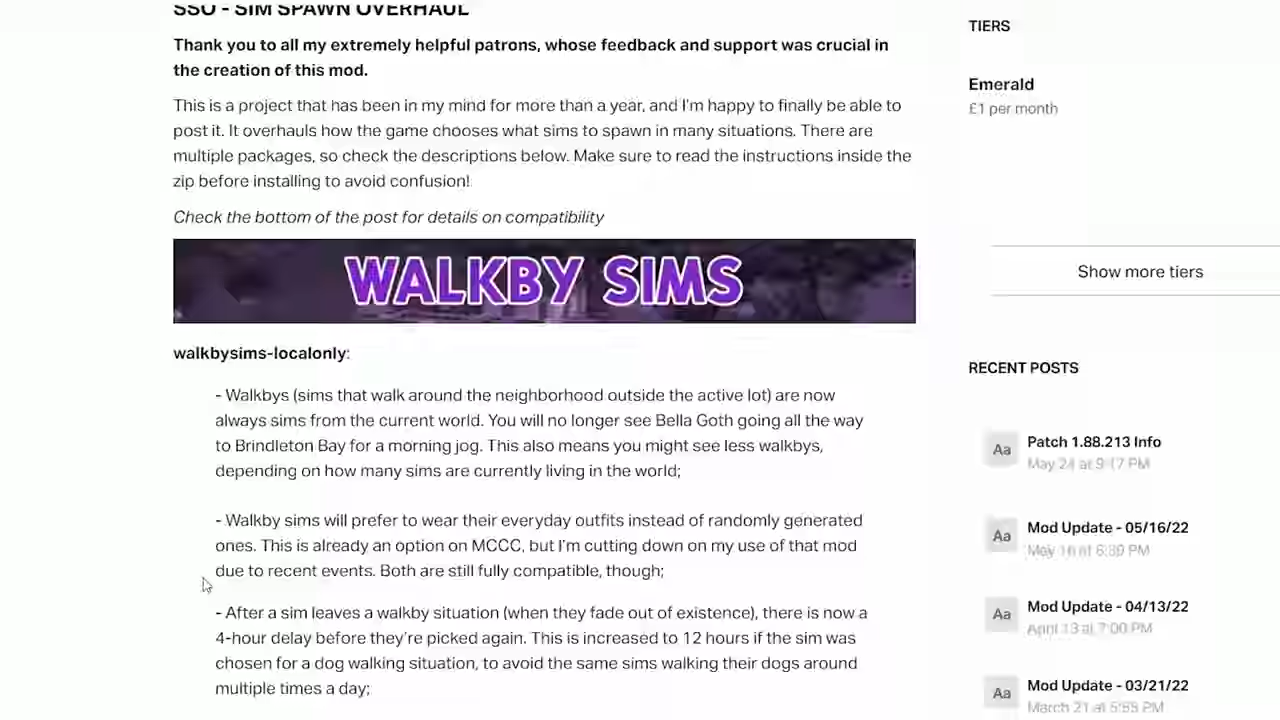 SSO - SIM SPAWN OVERHAUL
Thank you to all my extremely helpful patrons, whose feedback and support was crucial in
the creation of this mod.
This is a project that has been in my mind for more than a year, and I'm happy to finally be able to
post it. It overhauls how the game chooses what sims to spawn in many situations. There are
multiple packages, so check the descriptions below. Make sure to read the instructions inside the
zip before installing to avoid confusion!
Check the bottom of the post for details on compatibility
WALKBY SIMS
walkbysims-localonly:
- Walkbys (sims that walk around the neighborhood outside the active lot) are now
always sims from the current world. You will no longer see Bella Goth going all the way
to Brindleton Bay for a morning jog. This also means you might see less walkbys,
depending on how many sims are currently living in the world;
- Walkby sims will prefer to wear their everyday outfits instead of randomly generated
ones. This is already an option on MCCC, but I'm cutting down on my use of that mod
due to recent events. Both are still fully compatible, though;
- After a sim leaves a walkby situation (when they fade out of existence), there is now a
4-hour delay before they're picked again. This is increased to 12 hours if the sim was
chosen for a dog walking situation, to avoid the same sims walking their dogs around
multiple times a day;
TIERS
Emerald
£1 per month
Show more tiers
RECENT POSTS
Aa
Patch 1.88.213 Info
May 24 at 9:17 PM
Aa
Mod Update - 05/16/22
May 16 at 6:39 PM
Aa
Mod Update - 04/13/22
April 13 at 7:00 PM
Aa
Mod Update - 03/21/22
March 21 at